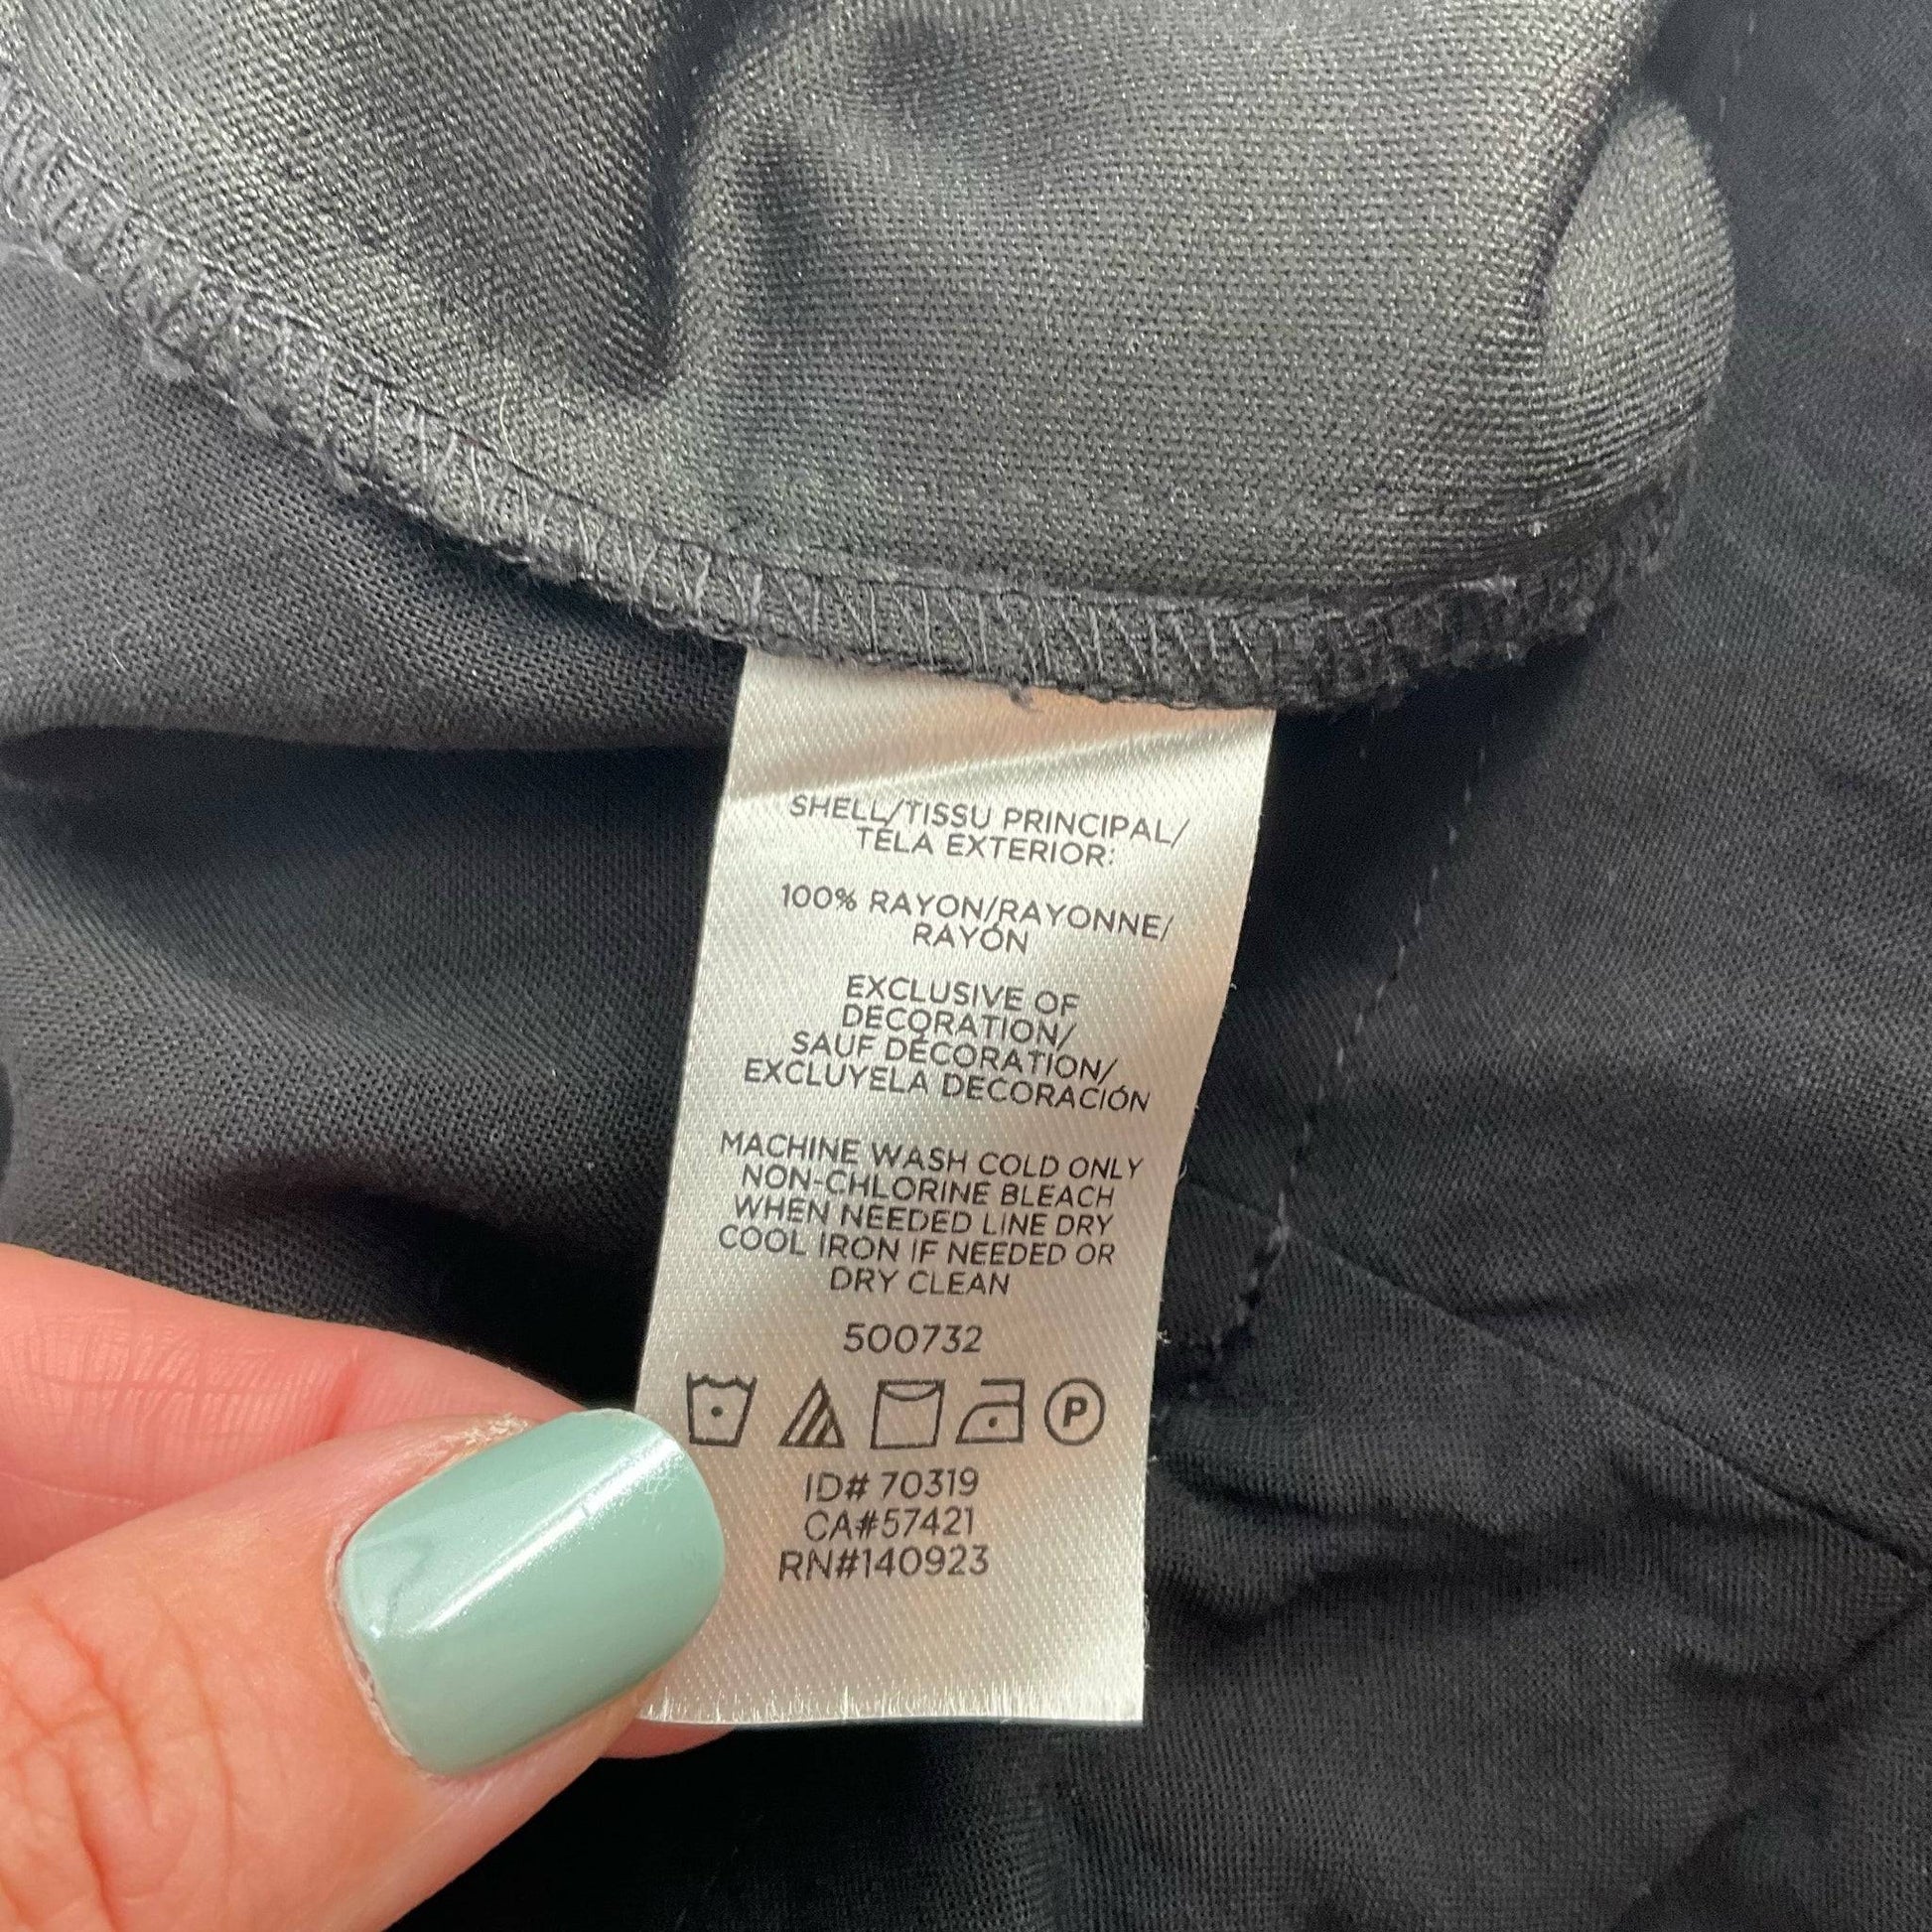 SHELL/TISSU PRINCIPAL/
TELA EXTERIOR:
100% RAYON/RAYONNE/
RAYÓN
EXCLUSIVE OF
DECORATION/
SAUF DÉCORATION/
EXCLUYELA DECORACIÓN
MACHINE WASH COLD ONLY
NON-CHLORINE BLEACH
WHEN NEEDED LINE DRY
COOL IRON IF NEEDED OR
DRY CLEAN
500732
P
ID# 70319
CA#57421
RN#140923